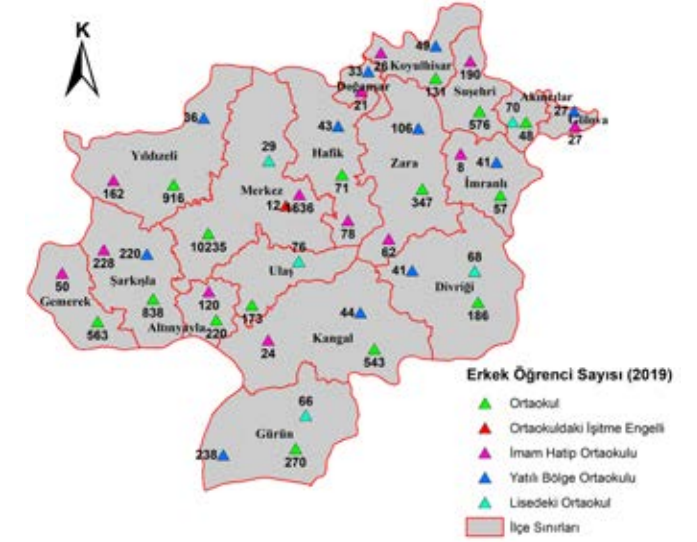 K
49
26
Koyulhisar
33
190
Doğanşar
21
131
Suşehri
70
Akıncılar
27
Gölova
576
48
27
36
43
106
29
Hafik
8
41
Yıldızeli
Zara
Merkez
İmranlı
162
916
71
12
1636
347
57
78
10235
76
62
228
220
68
50
Şarkışla
Ulaş
41
Gemerek
120
Divriği
838
Altınyayla
173
44
186
563
220
Kangal
24
543
66
Gürün
238
270
Erkek Öğrenci Sayısı (2019)
Ortaokul
Ortaokuldaki İşitme Engelli
İmam Hatip Ortaokulu
Yatılı Bölge Ortaokulu
Lisedeki Ortaokul
İlçe Sınırları